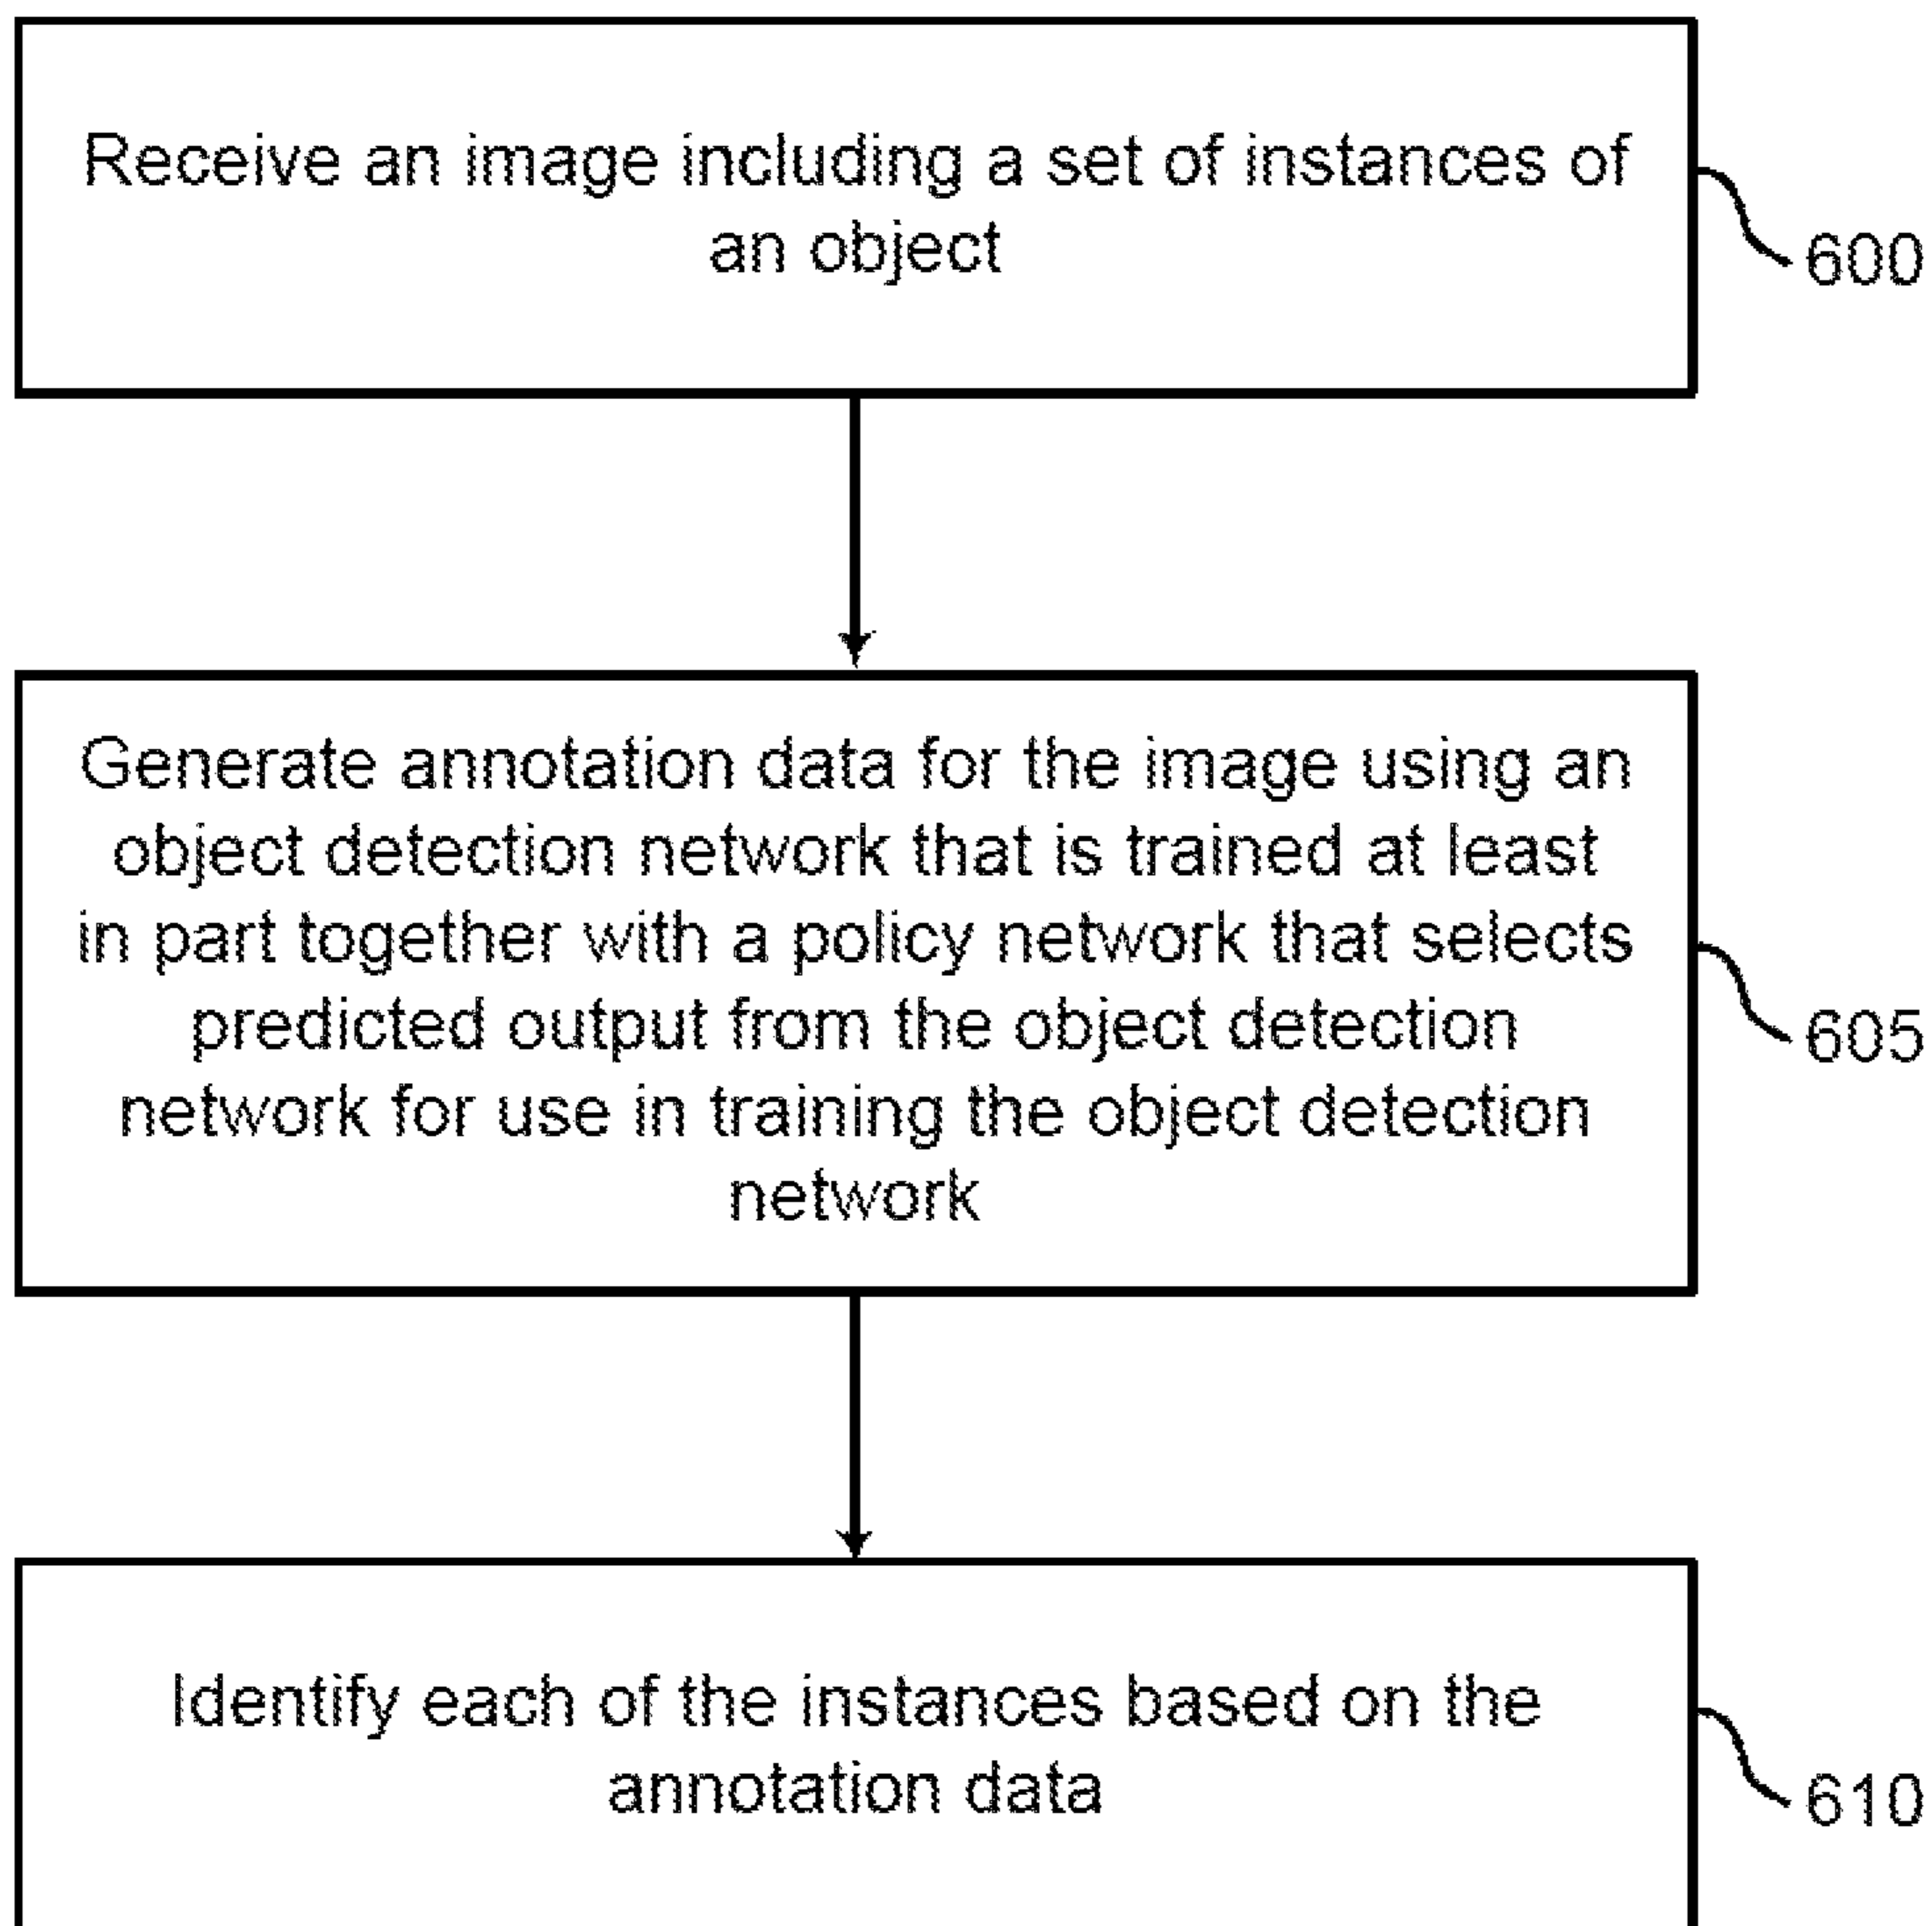 Receive an image including a set of instances of
an object
600
Generate annotation data for the image using an
object detection network that is trained at least
in part together with a policy network that selects
predicted output from the object detection
network for use in training the object detection
network
605
Identify each of the instances based on the
annotation data
610